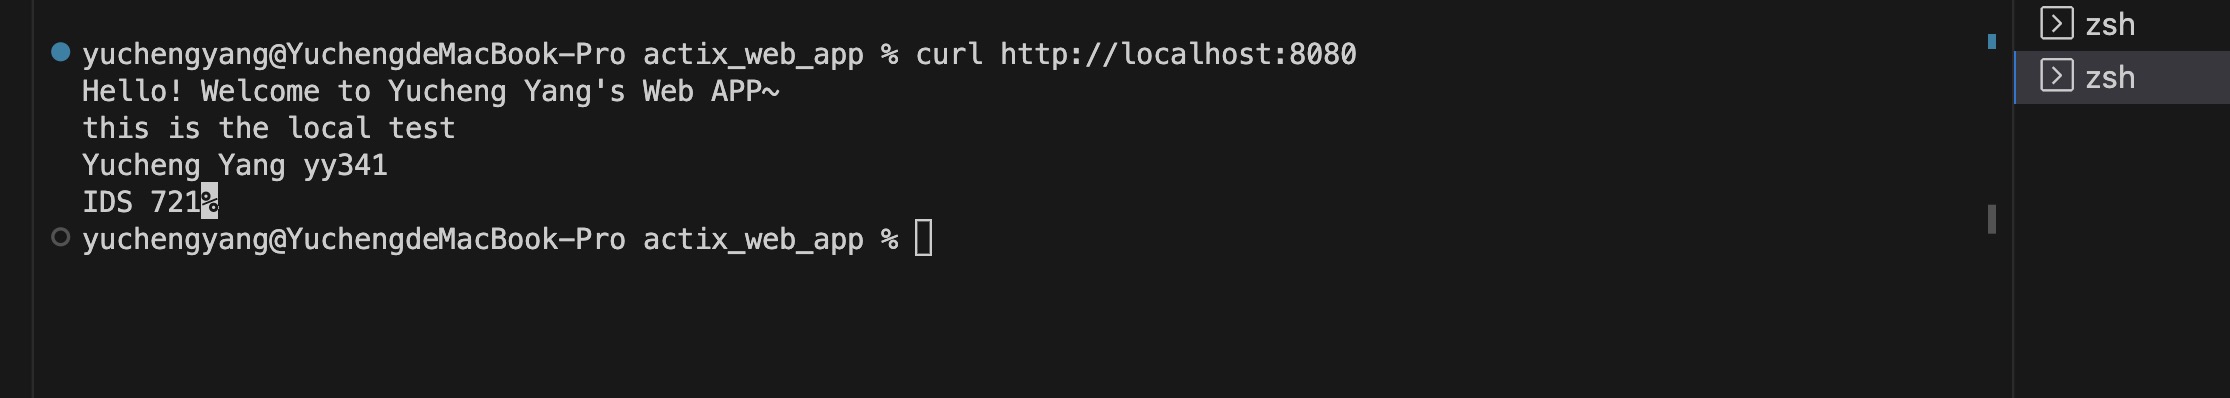 yuchengyang@YuchengdeMacBook-Pro actix_web_app % curl http://localhost:8080
Hello! Welcome to Yucheng Yang's Web APP~
this is the local test
Yucheng Yang yy341
IDS 721%
yuchengyang@YuchengdeMacBook-Pro actix_web_app %
zsh
zsh